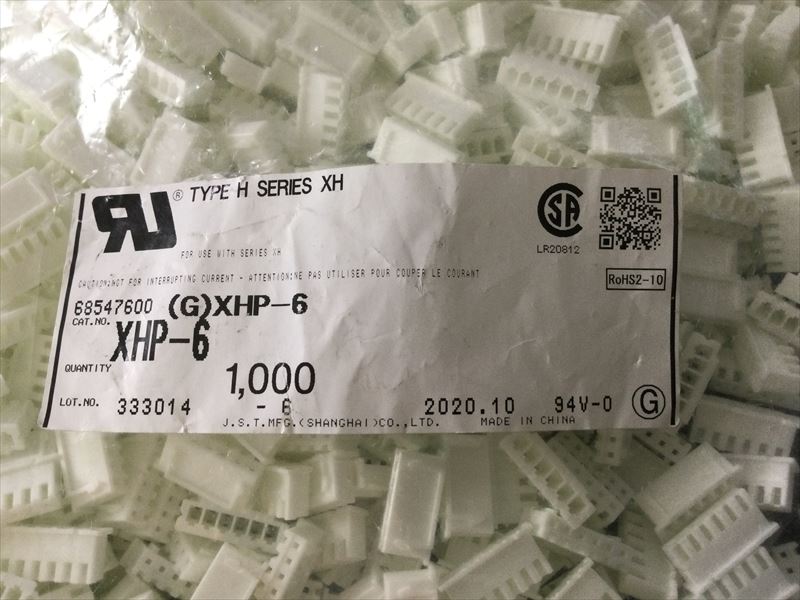 ® TYPE H SERIES XH
FOR USE WITH SERIES XH
LR20812
CAUTION:NOT FOR INTERRUPTING CURRENT - ATTENTION:NE PAS UTILISER POUR COUPER LE COURANT
RoHS2-10
68547600 (G)XHP-6
CAT.NO. XHP-6
QUANTITY 1,000
LOT.NO. 333014 - 6 2020.10 94V-0 G
J.S.T.MFG.(SHANGHAI)CO.,LTD. MADE IN CHINA